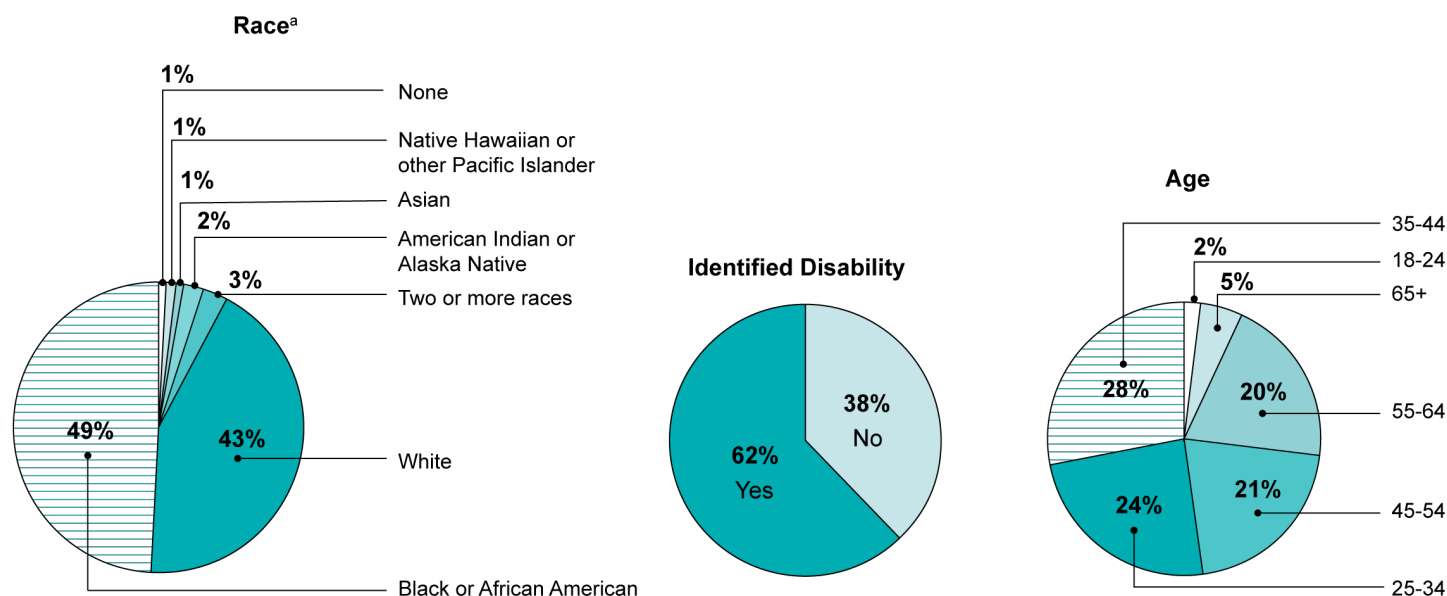 Raceᵃ
1%
None
1%
Native Hawaiian or
other Pacific Islander
1%
Asian
2%
American Indian or
Alaska Native
3%
Two or more races
49%
43%
White
Black or African American
Identified Disability
38%
No
62%
Yes
Age
35-44
2%
18-24
5%
65+
28%
20%
55-64
24%
21%
45-54
25-34